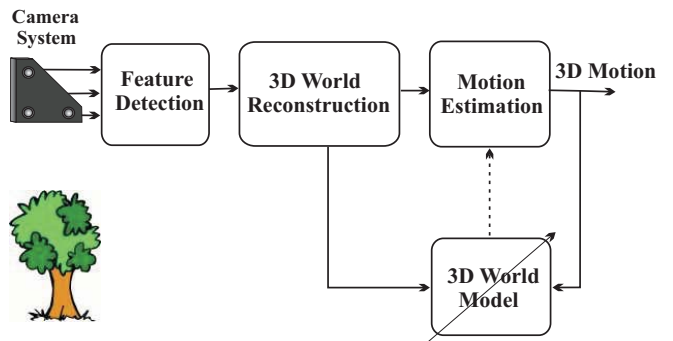 Camera
System
Feature
Detection
3D World
Reconstruction
Motion
Estimation
3D Motion
3D World
Model